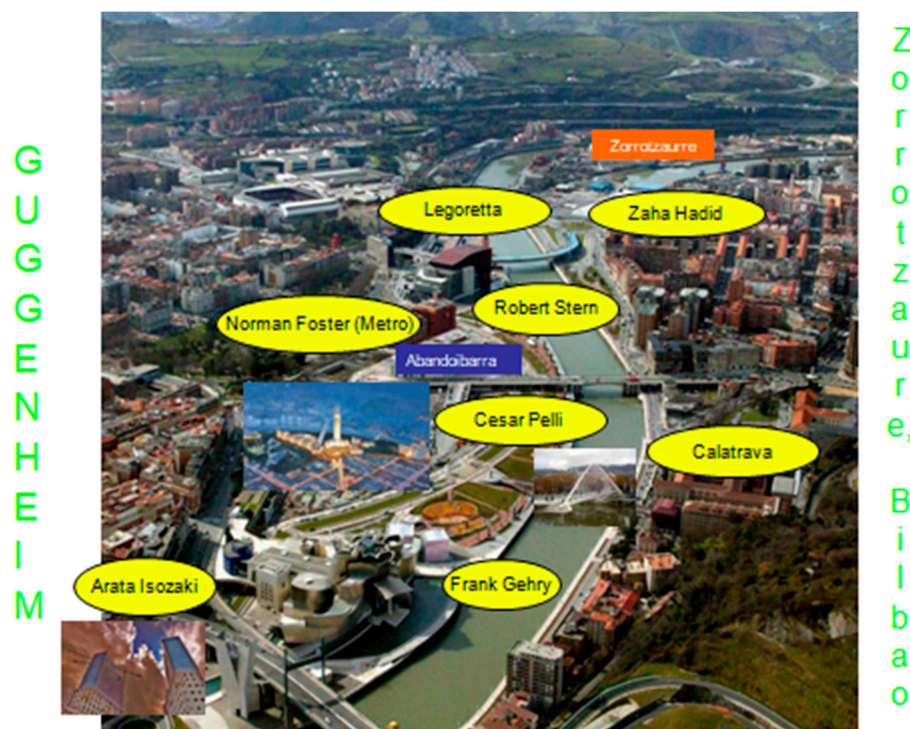 GUGGENHEIM
Zorrotzaurre
Legoretta
Zaha Hadid
Robert Stern
Norman Foster (Metro)
Abandoibarra
Cesar Pelli
Calatrava
Arata Isozaki
Frank Gehry
Zorrotzaure, Bilbao